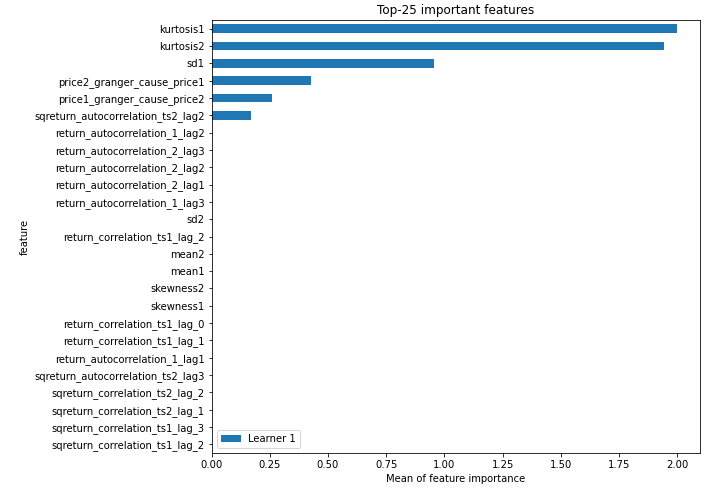 Top-25 important features
kurtosis1
kurtosis2
sd1
price2_granger_cause_price1
price1_granger_cause_price2
sqreturn_autocorrelation_ts2_lag2
return_autocorrelation_1_lag2
return_autocorrelation_2_lag3
return_autocorrelation_2_lag2
return_autocorrelation_2_lag1
return_autocorrelation_1_lag3
sd2
return_correlation_ts1_lag_2
mean2
mean1
skewness2
skewness1
return_correlation_ts1_lag_0
return_correlation_ts1_lag_1
return_autocorrelation_1_lag1
sqreturn_autocorrelation_ts2_lag3
sqreturn_correlation_ts2_lag_2
sqreturn_correlation_ts2_lag_1
sqreturn_correlation_ts1_lag_3
sqreturn_correlation_ts1_lag_2
feature
Learner 1
0.00 0.25 0.50 0.75 1.00 1.25 1.50 1.75 2.00
Mean of feature importance